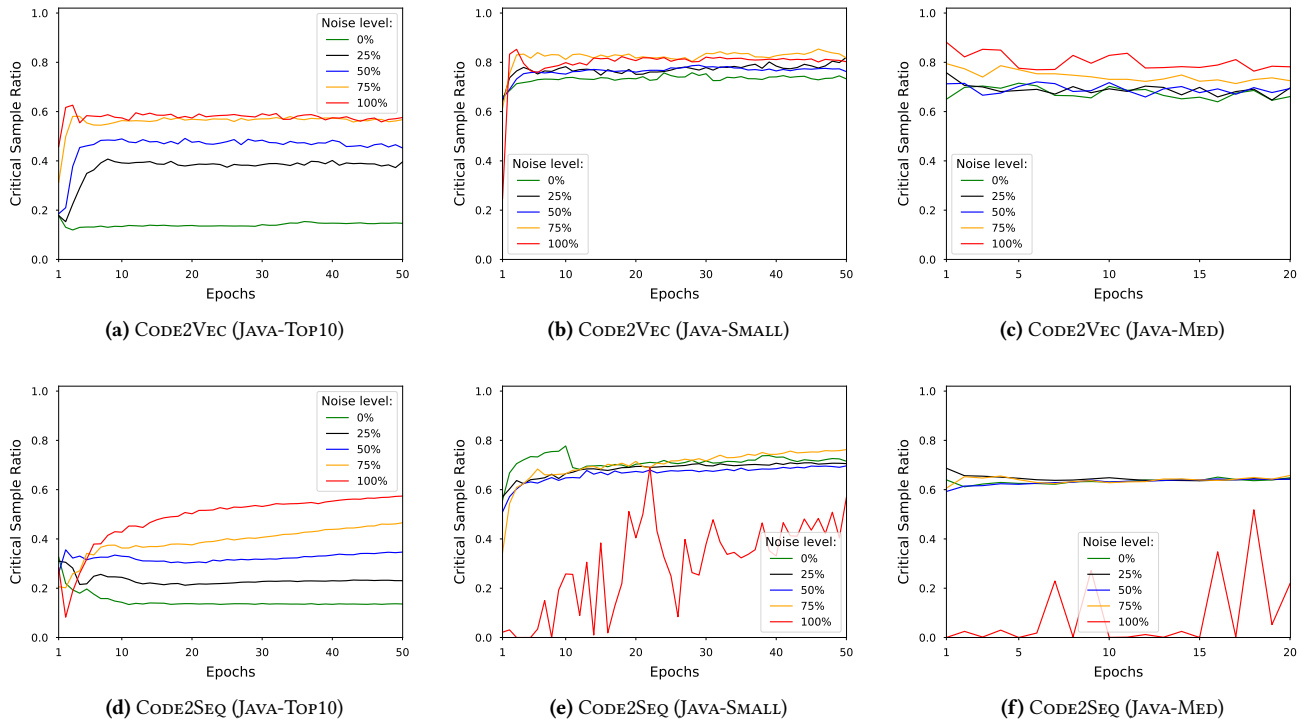 1.0
0.8
0.6
0.4
0.2
0.0
Critical Sample Ratio
1 10 20 30 40 50
Epochs
Noise level:
0%
25%
50%
75%
100%
(a) CODE2VEC (JAVA-TOP10)
1.0
0.8
0.6
0.4
0.2
0.0
Critical Sample Ratio
Noise level:
0%
25%
50%
75%
100%
1 10 20 30 40 50
Epochs
(b) CODE2VEC (JAVA-SMALL)
1.0
0.8
0.6
0.4
0.2
0.0
Critical Sample Ratio
Noise level:
0%
25%
50%
75%
100%
1 5 10 15 20
Epochs
(c) CODE2VEC (JAVA-MED)
1.0
0.8
0.6
0.4
0.2
0.0
Critical Sample Ratio
Noise level:
0%
25%
50%
75%
100%
1 10 20 30 40 50
Epochs
(d) CODE2SEQ (JAVA-TOP10)
1.0
0.8
0.6
0.4
0.2
0.0
Critical Sample Ratio
Noise level:
0%
25%
50%
75%
100%
1 10 20 30 40 50
Epochs
(e) CODE2SEQ (JAVA-SMALL)
1.0
0.8
0.6
0.4
0.2
0.0
Critical Sample Ratio
Noise level:
0%
25%
50%
75%
100%
1 5 10 15 20
Epochs
(f) CODE2SEQ (JAVA-MED)